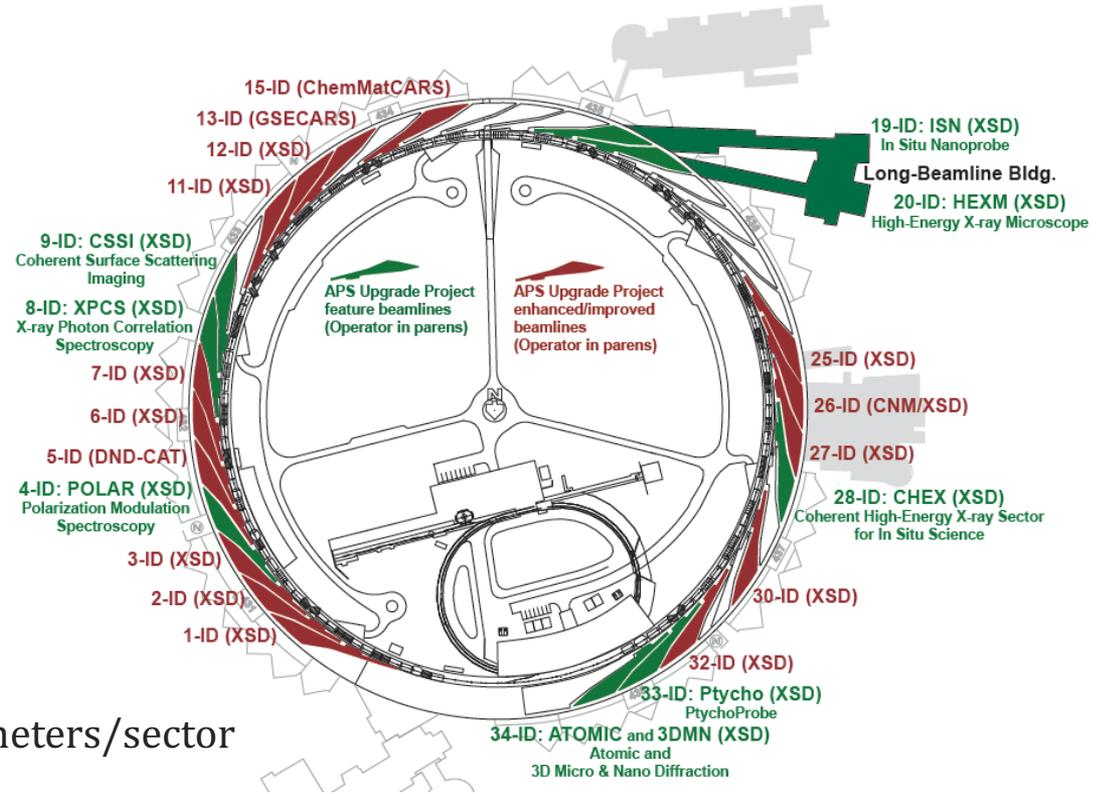 15-ID (ChemMatCARS)
13-ID (GSECARS)
12-ID (XSD)
11-ID (XSD)
9-ID: CSSI (XSD)
Coherent Surface Scattering
Imaging
8-ID: XPCS (XSD)
X-ray Photon Correlation
Spectroscopy
7-ID (XSD)
6-ID (XSD)
5-ID (DND-CAT)
4-ID: POLAR (XSD)
Polarization Modulation
Spectroscopy
3-ID (XSD)
2-ID (XSD)
1-ID (XSD)
434
435
APS Upgrade Project
feature beamlines
(Operator in parens)
APS Upgrade Project
enhanced/improved
beamlines
(Operator in parens)
N
19-ID: ISN (XSD)
In Situ Nanoprobe
Long-Beamline Bldg.
20-ID: HEXM (XSD)
High-Energy X-ray Microscope
25-ID (XSD)
26-ID (CNM/XSD)
27-ID (XSD)
28-ID: CHEX (XSD)
Coherent High-Energy X-ray Sector
for In Situ Science
30-ID (XSD)
32-ID (XSD)
33-ID: Ptycho (XSD)
PtychoProbe
34-ID: ATOMIC and 3DMN (XSD)
Atomic and
3D Micro & Nano Diffraction
neters/sector